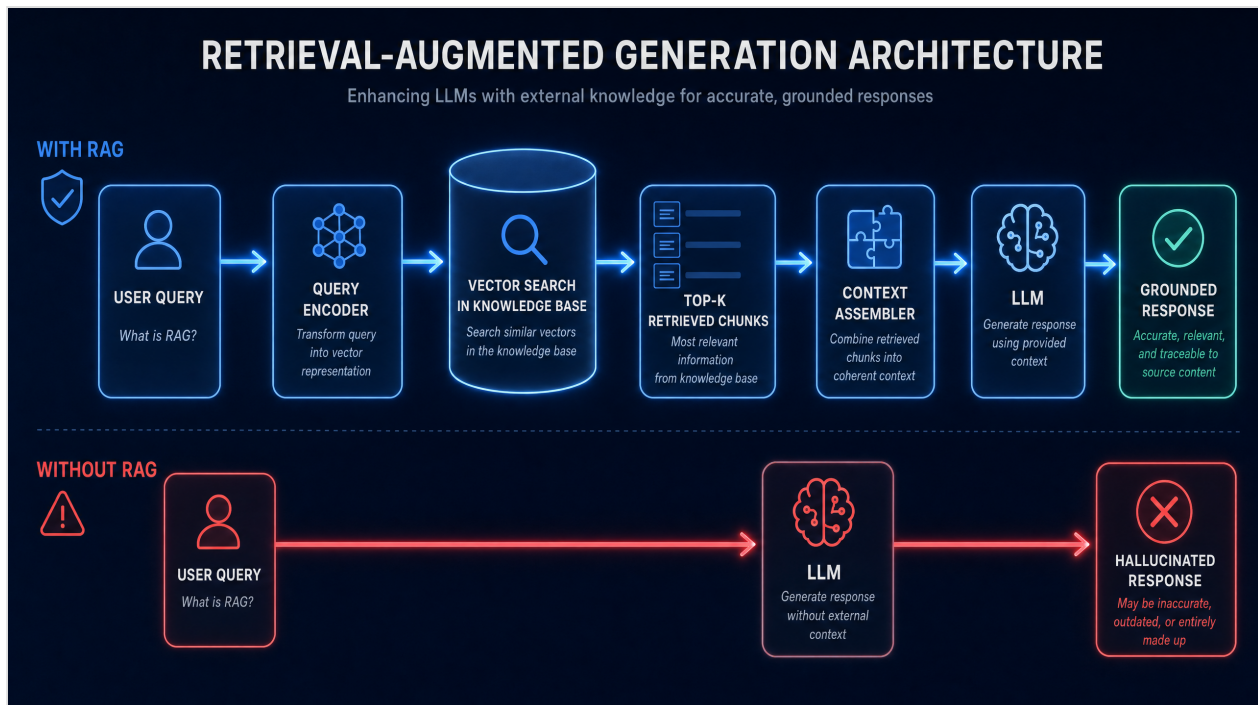 RETRIEVAL-AUGMENTED GENERATION ARCHITECTURE
Enhancing LLMs with external knowledge for accurate, grounded responses
WITH RAG
USER QUERY
What is RAG?
QUERY
ENCODER
Transform query
into vector
representation
VECTOR SEARCH
IN KNOWLEDGE BASE
Search similar vectors
in the knowledge base
TOP-K
RETRIEVED CHUNKS
Most relevant
information
from knowledge base
CONTEXT
ASSEMBLER
Combine retrieved
chunks into
coherent context
LLM
Generate response
using provided
context
GROUNDED
RESPONSE
Accurate, relevant,
and traceable to
source content
WITHOUT RAG
USER QUERY
What is RAG?
LLM
Generate response
without external
context
HALLUCINATED
RESPONSE
May be inaccurate,
outdated, or entirely
made up